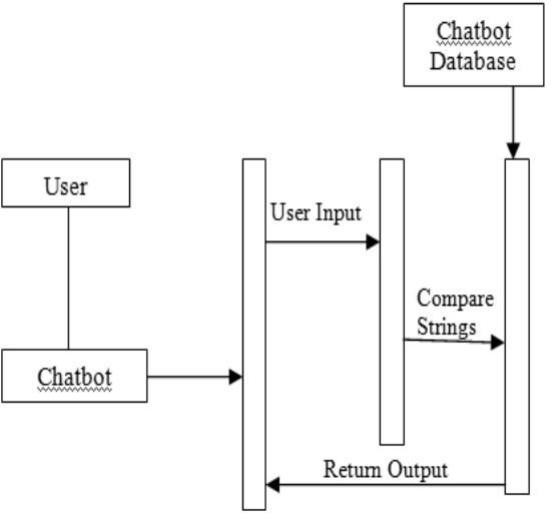 Chatbot
Database
User
User Input
Compare
Strings
Chatbot
Return Output